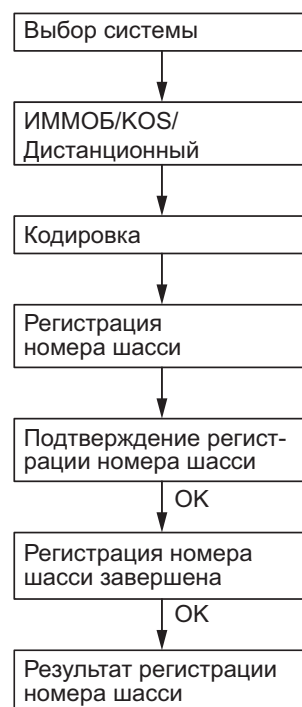 Выбор системы
ИММОБ/KOS/
Дистанционный
Кодировка
Регистрация
номера шасси
Подтверждение регист-
рации номера шасси
OK
Регистрация номера
шасси завершена
OK
Результат регистрации
номера шасси